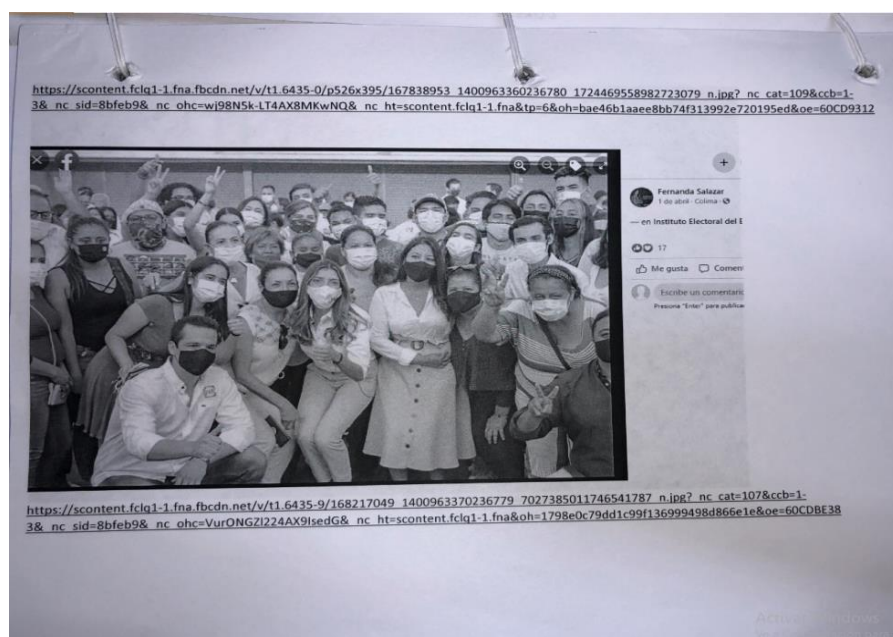 https://scontent.fclq1-1.fna.fbcdn.net/v/t1.6435-0/p526x395/167838953_1400963360236780_1724469558982723079_n.jpg?_nc_cat=109&ccb=1-
3&_nc_sid=8bfeb9&_nc_ohc=wj98N5k-LT4AX8MKwNQ&_nc_ht=scontent.fclq1-1.fna&tp=6&oh=bae46b1aaee8bb74f313992e720195ed&oe=60CD9312
Fernanda Salazar
1 de abril · Colima ·
— en Instituto Electoral del E
17
Me gusta Comen
Escribe un comentario
Presiona "Enter" para publicar
https://scontent.fclq1-1.fna.fbcdn.net/v/t1.6435-9/168217049_1400963370236779_7027385011746541787_n.jpg?_nc_cat=107&ccb=1-
3&_nc_sid=8bfeb9&_nc_ohc=VurONGZI224AX9IsedG&_nc_ht=scontent.fclq1-1.fna&oh=1798e0c79dd1c99f136999498d866e1e&oe=60CDBE38